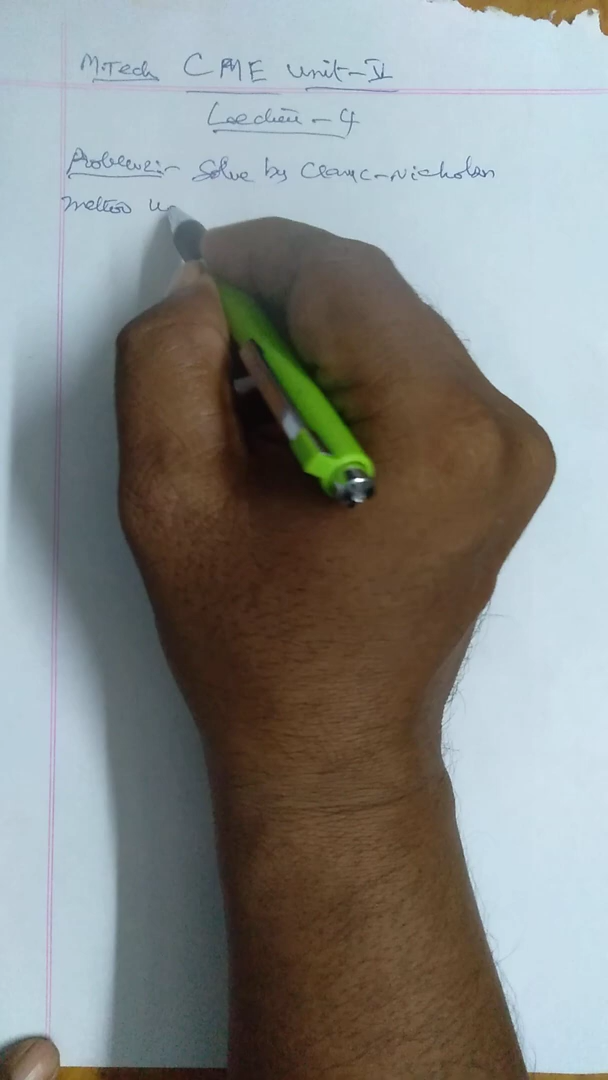 M.Tech CME Unit-V
Lecture - 4
Problem:- Solve by Crank-Nicholson
method